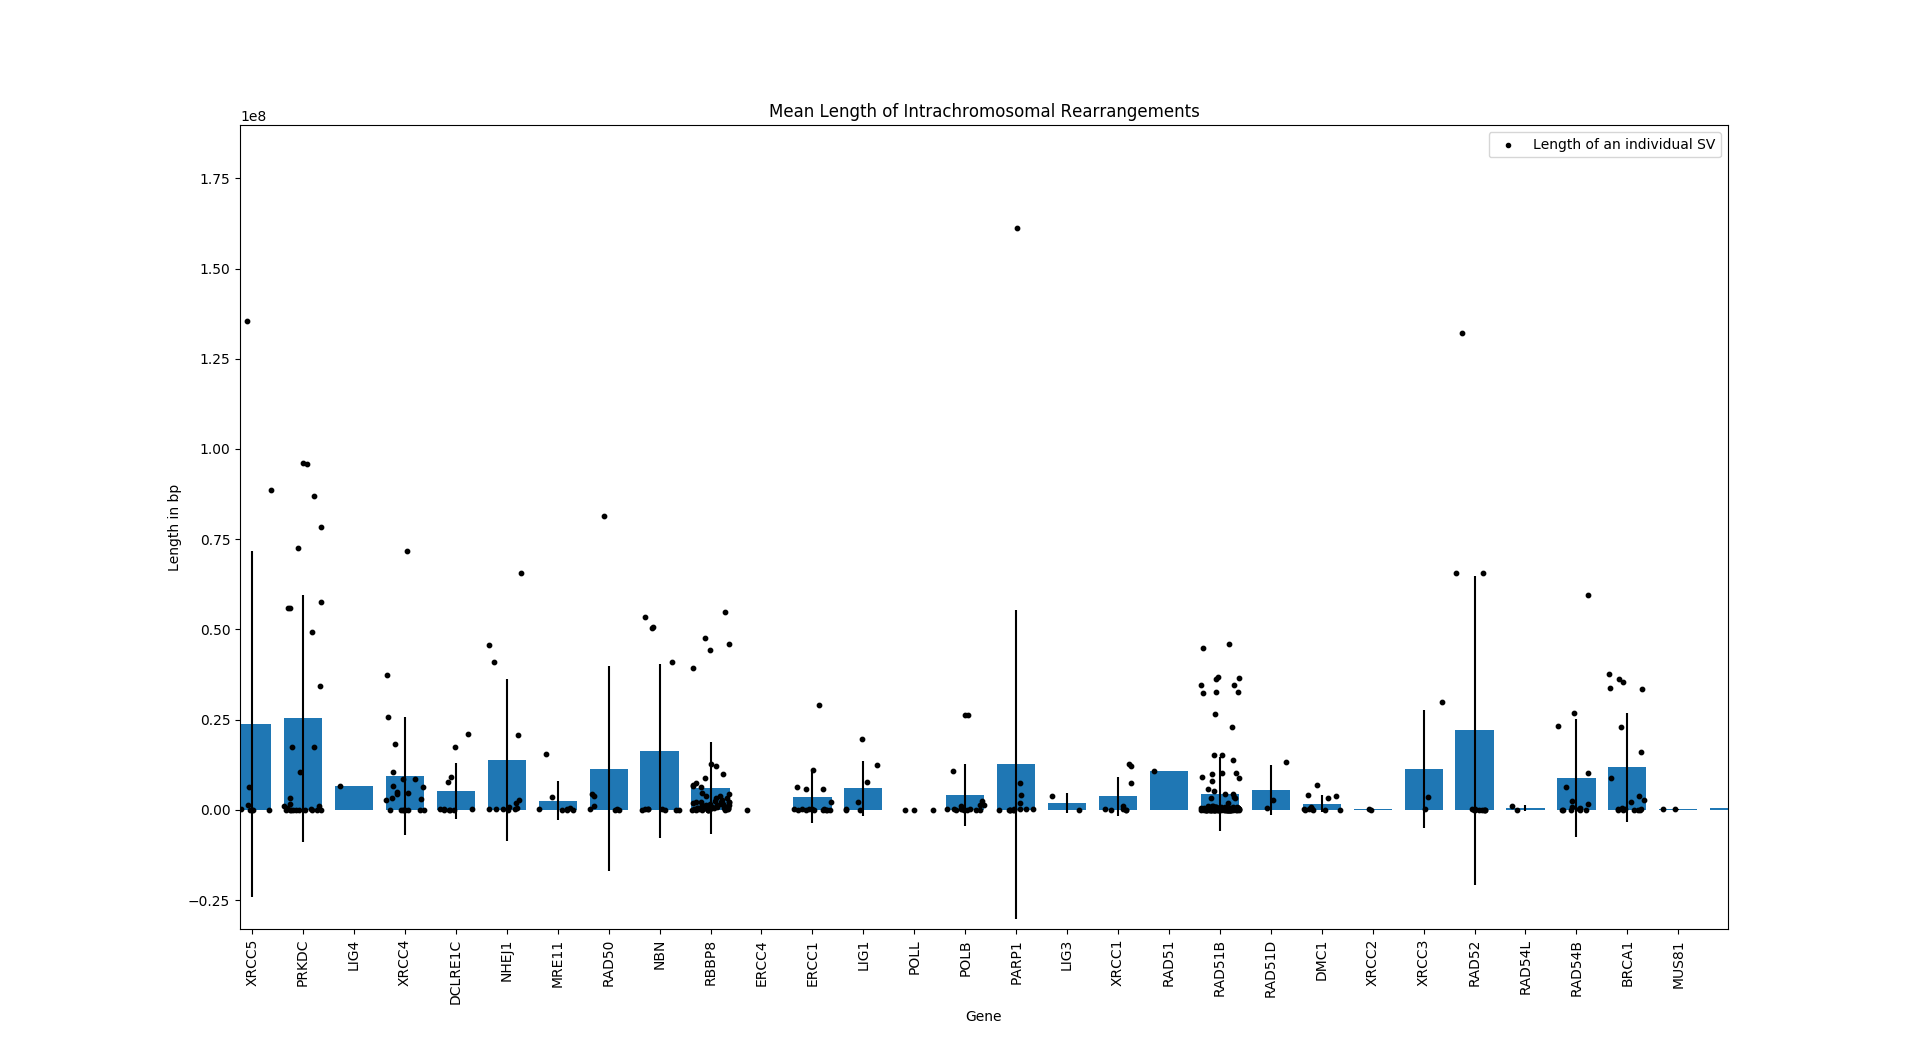 Mean Length of Intrachromosomal Rearrangements
1e8
Length of an individual SV
1.75
1.50
1.25
1.00
0.75
0.50
0.25
0.00
−0.25
Length in bp
XRCC5
PRKDC
LIG4
XRCC4
DCLRE1C
NHEJ1
MRE11
RAD50
NBN
RBBP8
ERCC4
ERCC1
LIG1
POLL
POLB
PARP1
LIG3
XRCC1
RAD51
RAD51B
RAD51D
DMC1
XRCC2
XRCC3
RAD52
RAD54L
RAD54B
BRCA1
MUS81
Gene